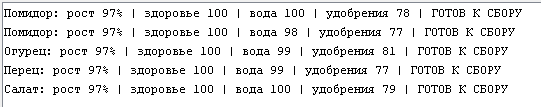 Помидор: рост 97% | здоровье 100 | вода 100 | удобрения 78 | ГОТОВ К СБОРУ
Помидор: рост 97% | здоровье 100 | вода 98 | удобрения 77 | ГОТОВ К СБОРУ
Огурец: рост 97% | здоровье 100 | вода 99 | удобрения 81 | ГОТОВ К СБОРУ
Перец: рост 97% | здоровье 100 | вода 99 | удобрения 77 | ГОТОВ К СБОРУ
Салат: рост 97% | здоровье 100 | вода 100 | удобрения 79 | ГОТОВ К СБОРУ